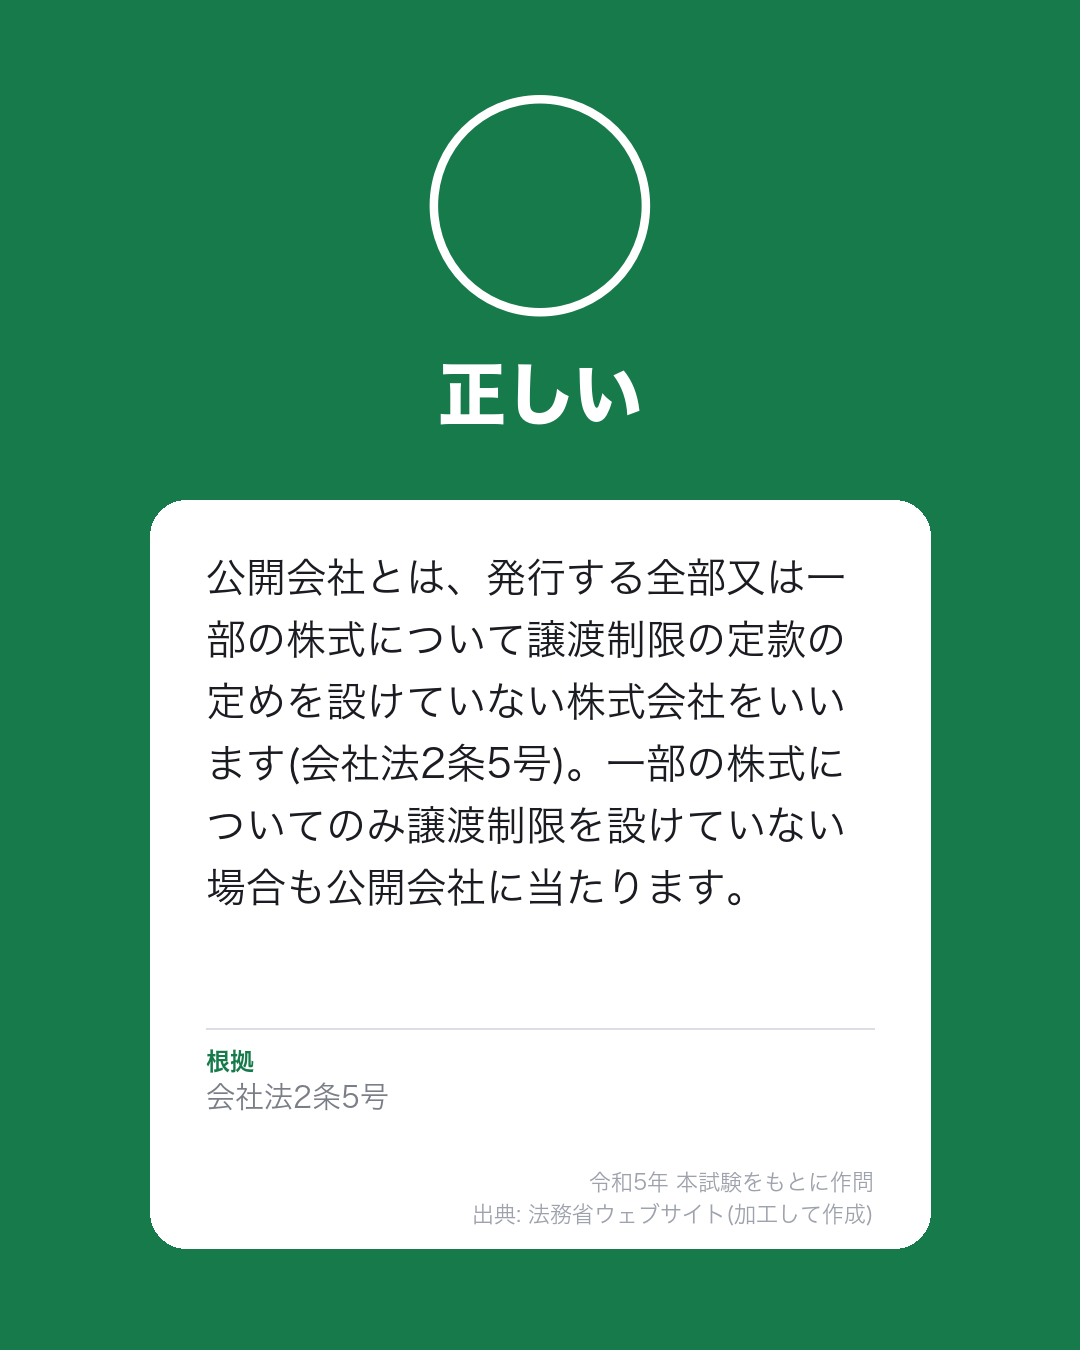 正しい
公開会社とは、発行する全部又は一
部の株式について譲渡制限の定款の
定めを設けていない株式会社をいい
ます(会社法2条5号)。一部の株式に
ついてのみ譲渡制限を設けていない
場合も公開会社に当たります。
根拠
会社法2条5号
令和5年 本試験をもとに作問
出典: 法務省ウェブサイト(加工して作成)